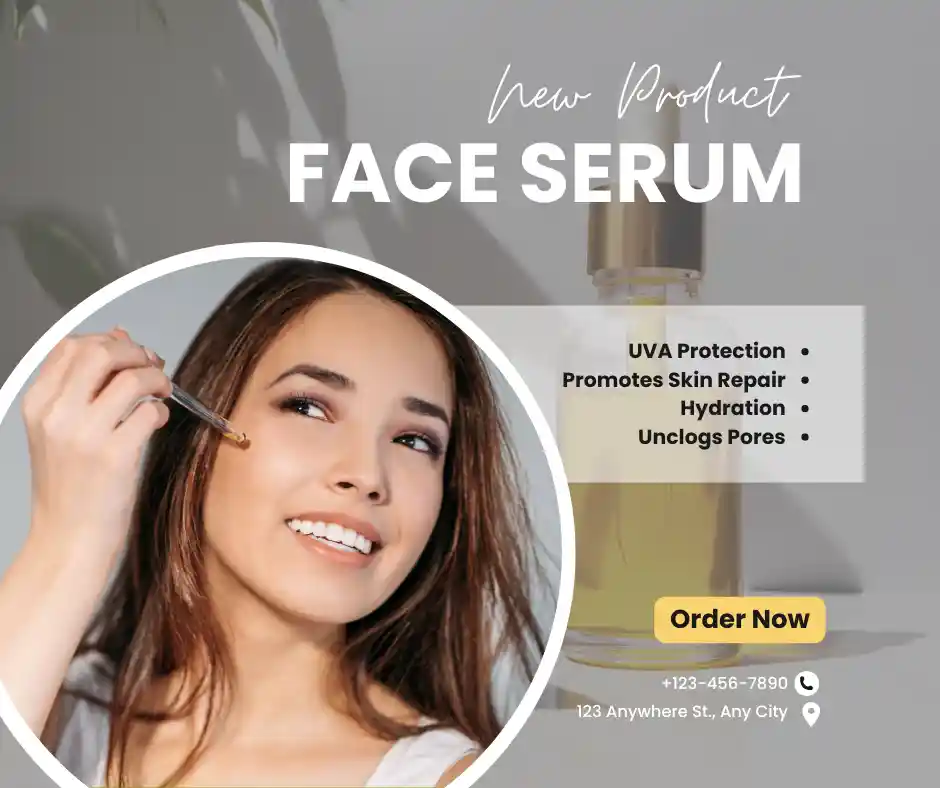 New Product
FACE SERUM
UVA Protection •
Promotes Skin Repair •
Hydration •
Unclogs Pores •
Order Now
+123-456-7890
123 Anywhere St., Any City